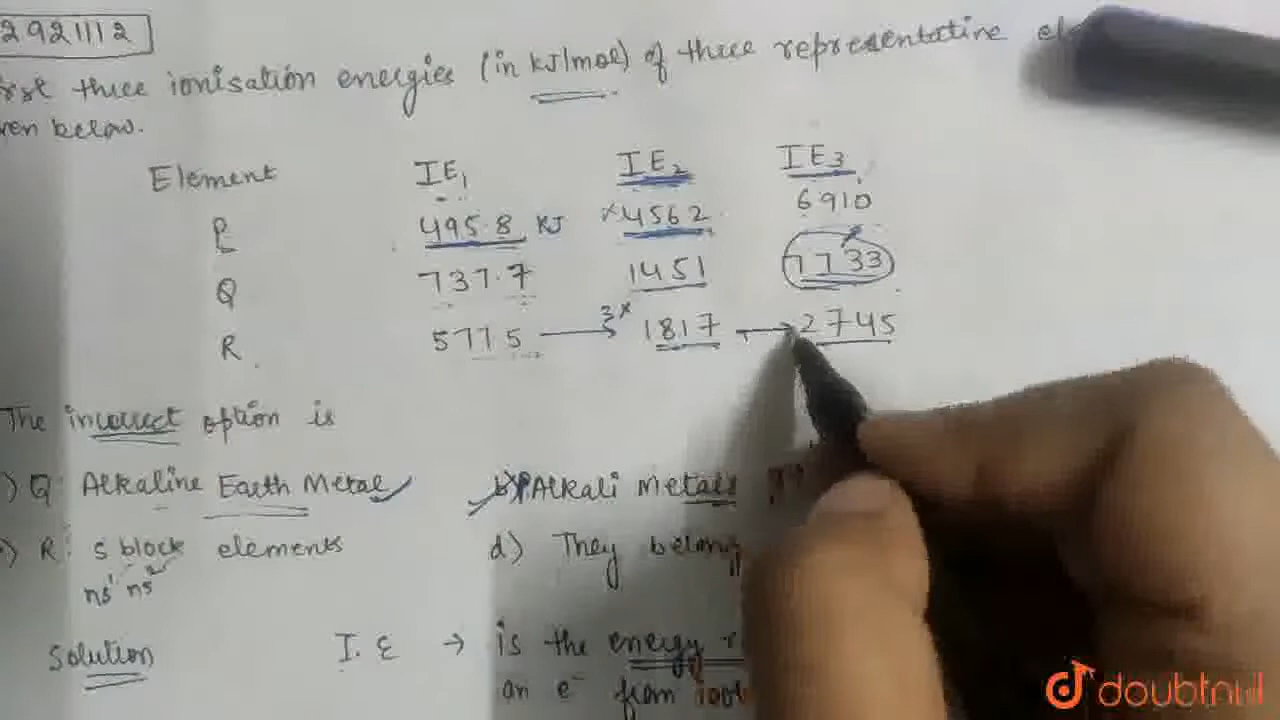 2921112
rst three ionisation energies (in kJ/mol) of three representative el
ven below.
Element IE1 IE2 IE3
P 495.8 KJ ×4562 6910
Q 737.7 1451 7733
R 577.5 3× 1817 → 2745
The incorrect option is
) Q: Alkaline Earth Metal b) P Alkali Metals
) R: s block elements d) They belong
ns1 ns2
Solution I.E → is the energy r
an e- from
doubtnut